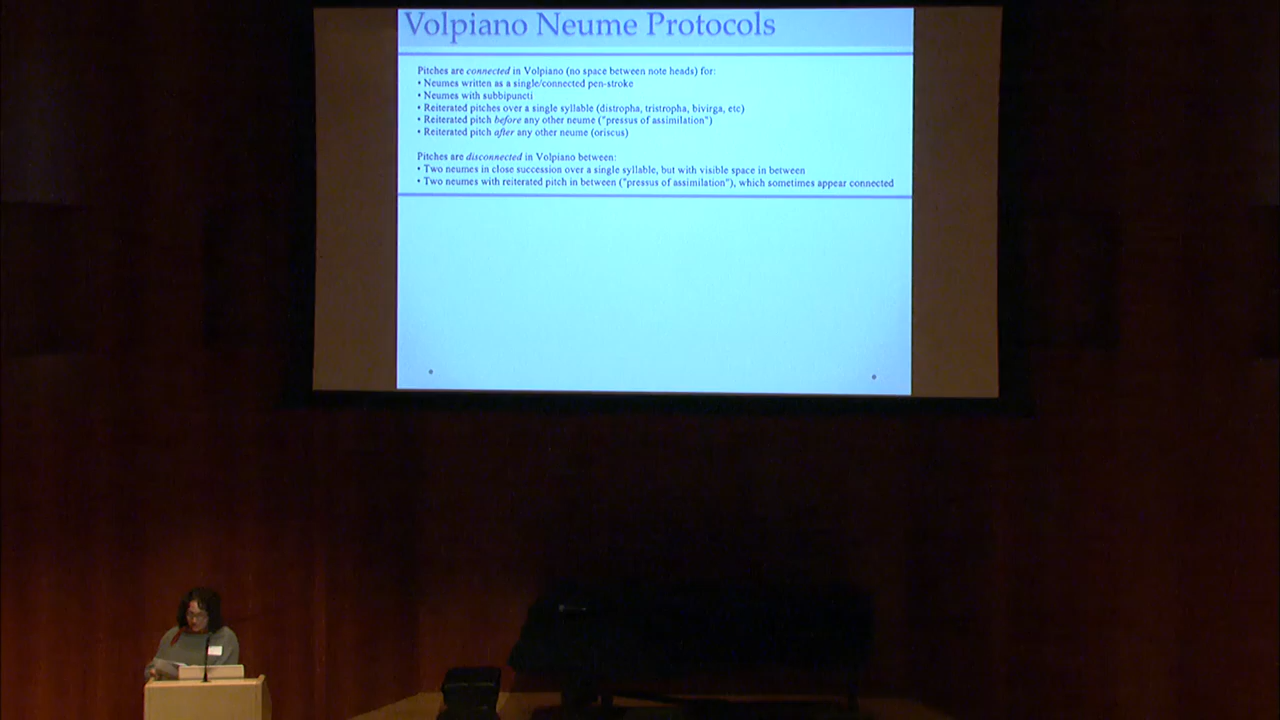 Volpiano Neume Protocols
Pitches are connected in Volpiano (no space between note heads) for:
• Neumes written as a single/connected pen-stroke
• Neumes with subbipuncti
• Reiterated pitches over a single syllable (distropha, tristropha, bivirga, etc)
• Reiterated pitch before any other neume ("pressus of assimilation")
• Reiterated pitch after any other neume (oriscus)
Pitches are disconnected in Volpiano between:
• Two neumes in close succession over a single syllable, but with visible space in between
• Two neumes with reiterated pitch in between ("pressus of assimilation"), which sometimes appear connected